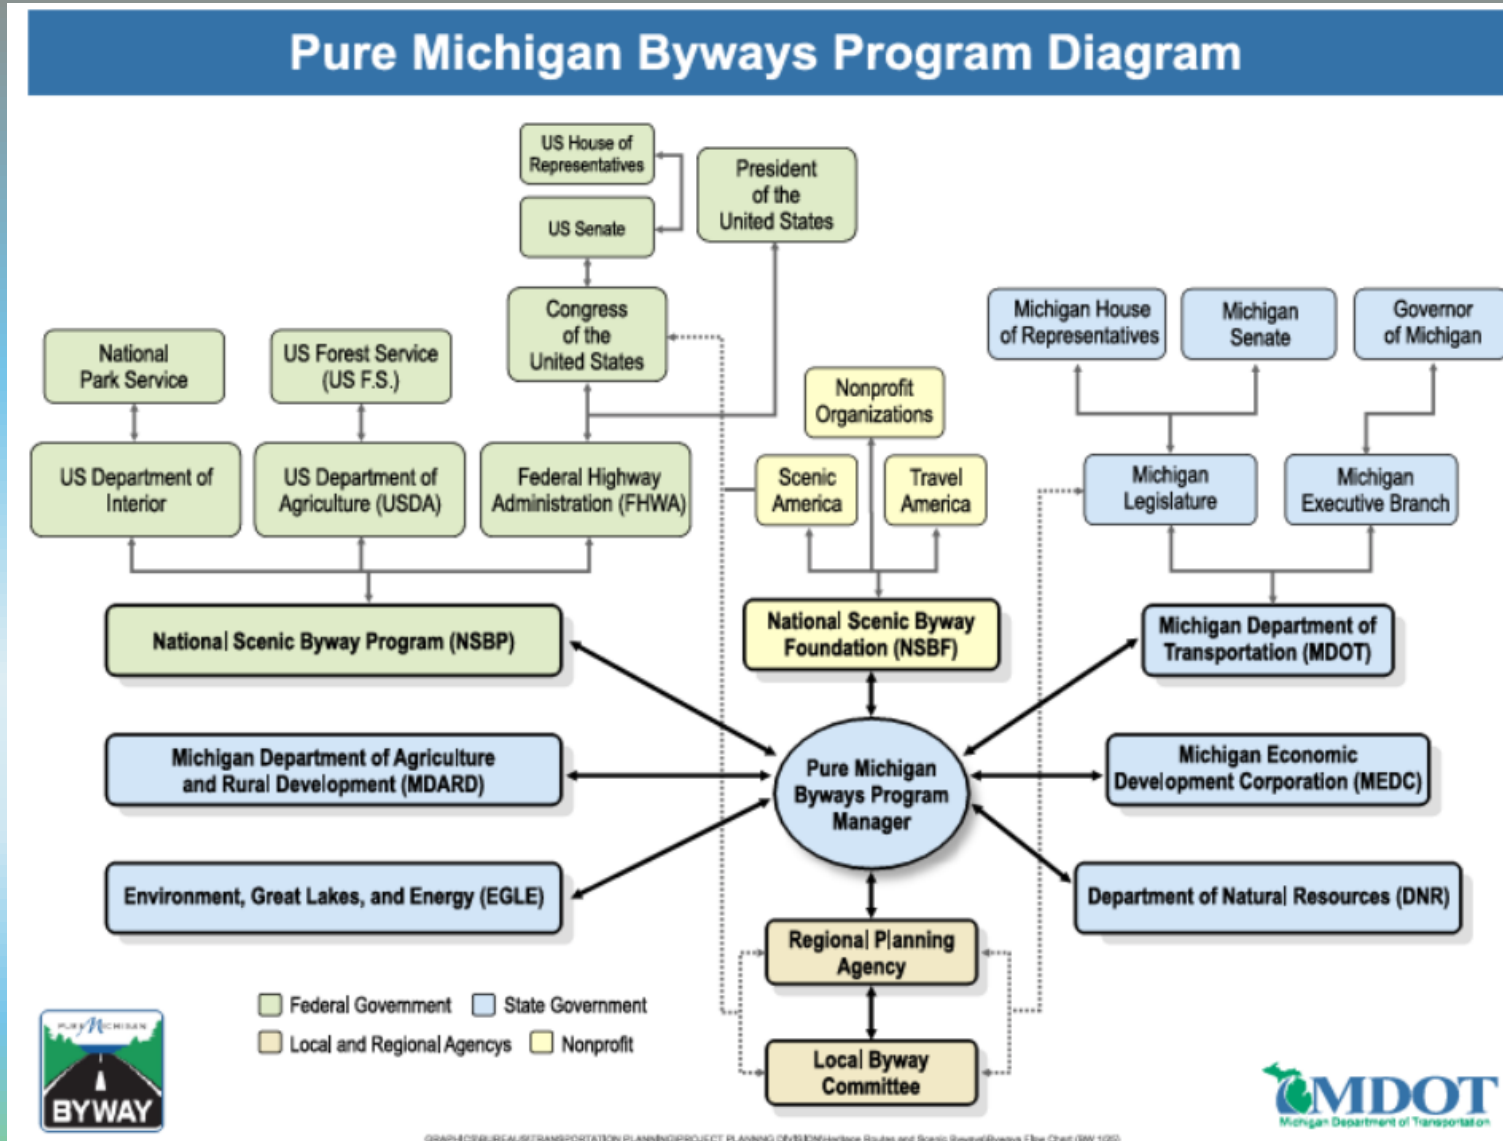 Pure Michigan Byways Program Diagram
US House of
Representatives
US Senate
President
of the
United States
Congress
of the
United States
National
Park Service
US Forest Service
(US F.S.)
Nonprofit
Organizations
Michigan House
of Representatives
Michigan
Senate
Governor
of Michigan
US Department of
Interior
US Department of
Agriculture (USDA)
Federal Highway
Administration (FHWA)
Scenic
America
Travel
America
Michigan
Legislature
Michigan
Executive Branch
National Scenic Byway Program (NSBP)
National Scenic Byway
Foundation (NSBF)
Michigan Department of
Transportation (MDOT)
Michigan Department of Agriculture
and Rural Development (MDARD)
Pure Michigan
Byways Program
Manager
Michigan Economic
Development Corporation (MEDC)
Environment, Great Lakes, and Energy (EGLE)
Department of Natural Resources (DNR)
Regional Planning
Agency
Local Byway
Committee
Federal Government
State Government
Local and Regional Agencys
Nonprofit
PURE MICHIGAN
BYWAY
MDOT
Michigan Department of Transportation